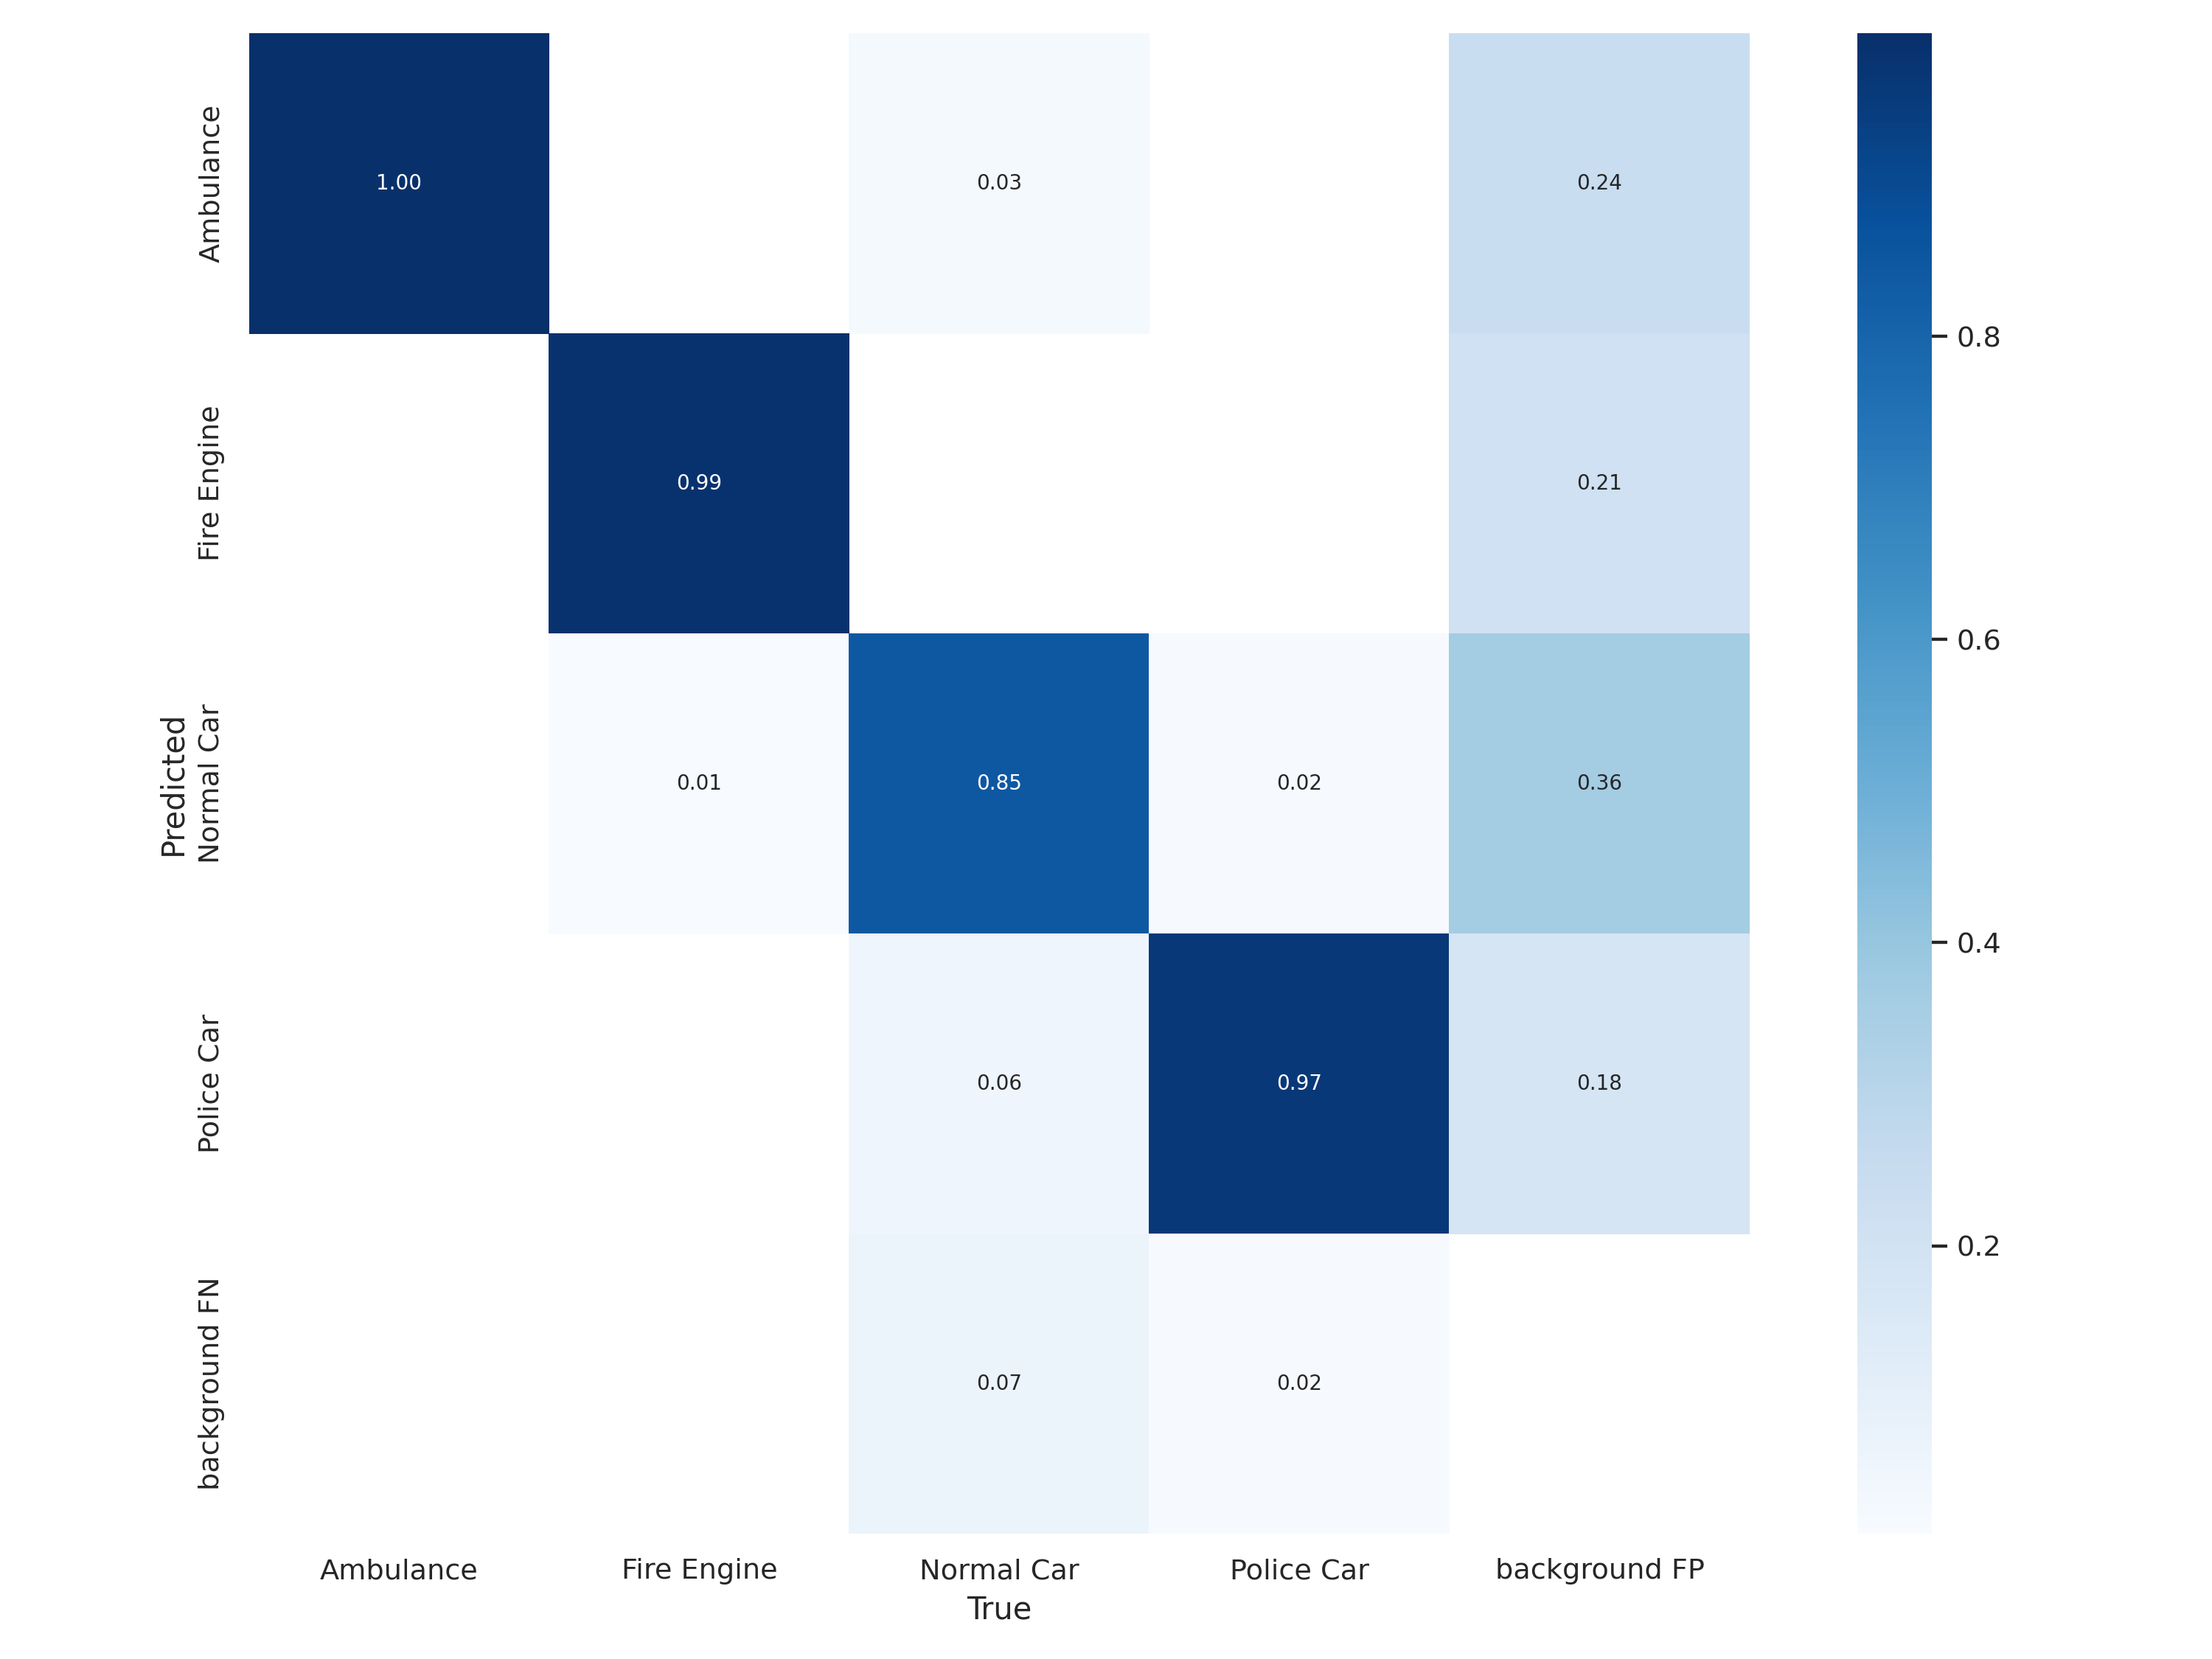 Ambulance
1.00
0.03
0.24
0.8
Fire Engine
0.99
0.21
0.6
Predicted
Normal Car
0.01
0.85
0.02
0.36
0.4
Police Car
0.06
0.97
0.18
0.2
background FN
0.07
0.02
Ambulance
Fire Engine
Normal Car
Police Car
background FP
True